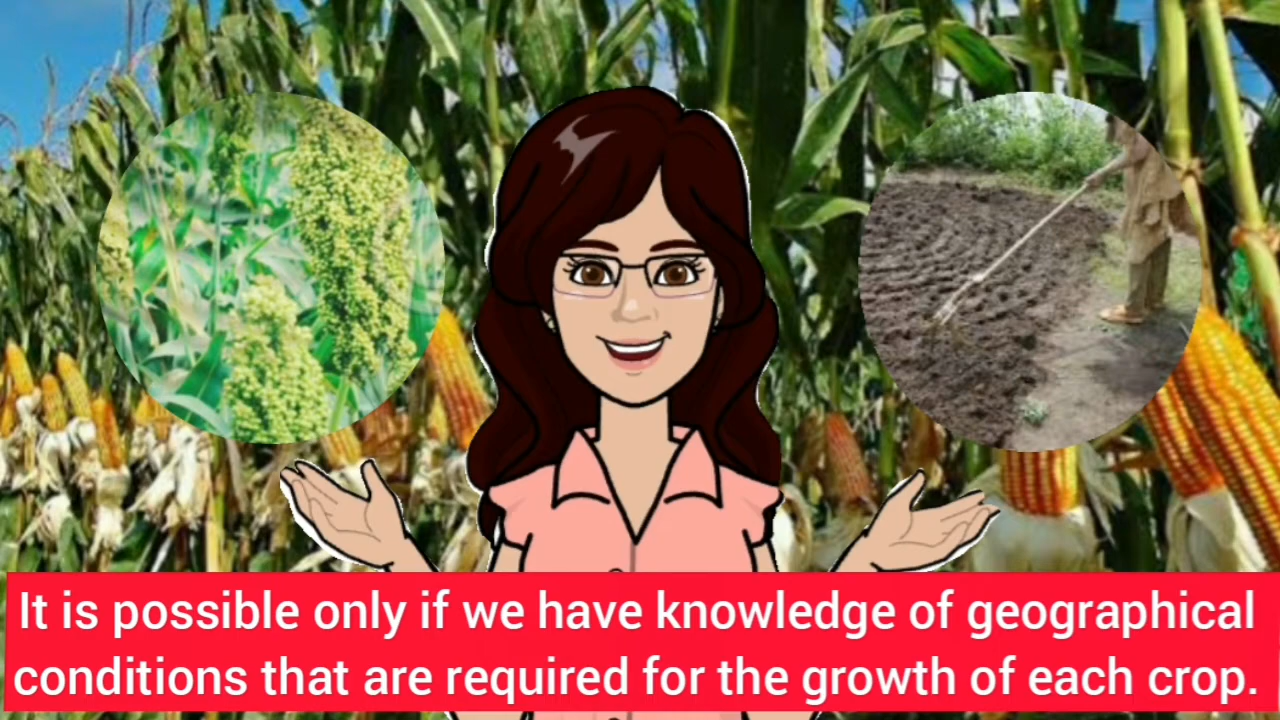 It is possible only if we have knowledge of geographical
conditions that are required for the growth of each crop.